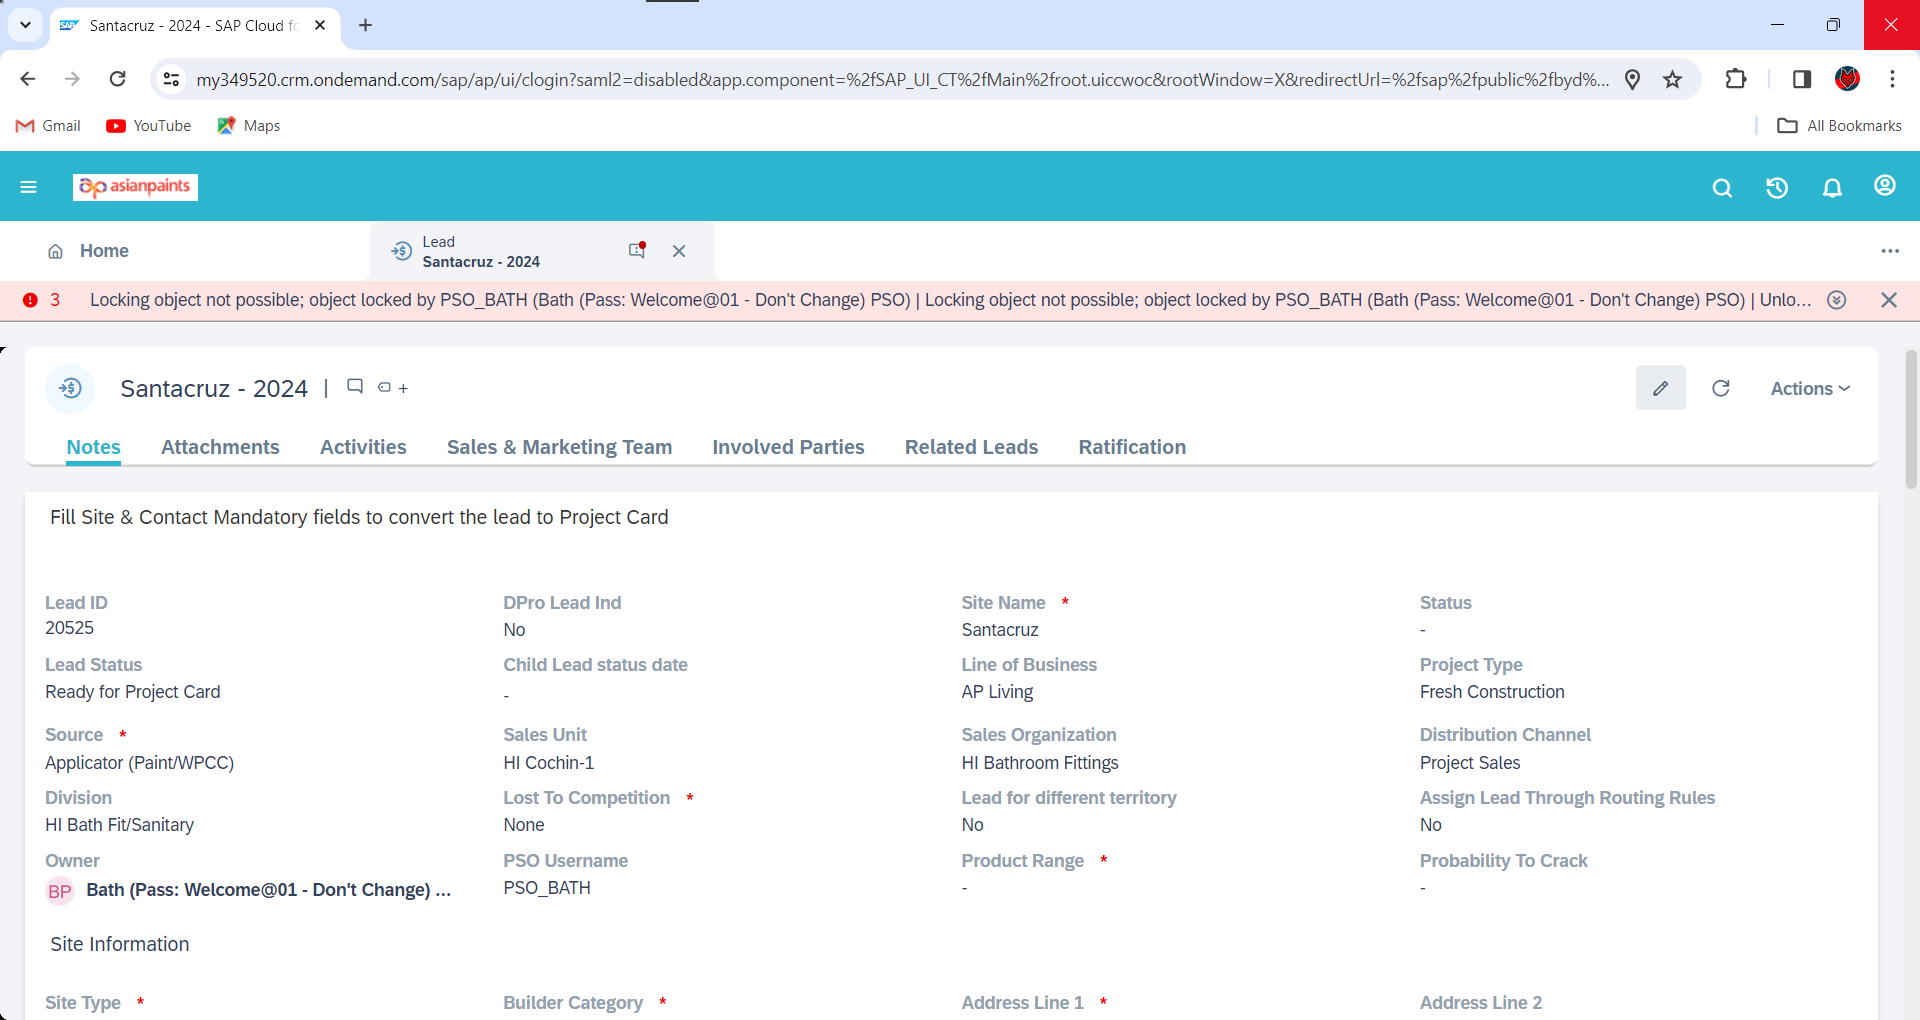 Santacruz - 2024 - SAP Cloud fo
my349520.crm.ondemand.com/sap/ap/ui/clogin?saml2=disabled&app.component=%2fSAP_UI_CT%2fMain%2froot.uiccwoc&rootWindow=X&redirectUrl=%2fsap%2fpublic%2fbyd%...
Gmail YouTube Maps All Bookmarks
asianpaints
Home
Lead
Santacruz - 2024
3 Locking object not possible; object locked by PSO_BATH (Bath (Pass: Welcome@01 - Don't Change) PSO) | Locking object not possible; object locked by PSO_BATH (Bath (Pass: Welcome@01 - Don't Change) PSO) | Unlo...
Santacruz - 2024 |
Actions
Notes Attachments Activities Sales & Marketing Team Involved Parties Related Leads Ratification
Fill Site & Contact Mandatory fields to convert the lead to Project Card
Lead ID DPro Lead Ind Site Name * Status
20525 No Santacruz -
Lead Status Child Lead status date Line of Business Project Type
Ready for Project Card - AP Living Fresh Construction
Source * Sales Unit Sales Organization Distribution Channel
Applicator (Paint/WPCC) HI Cochin-1 HI Bathroom Fittings Project Sales
Division Lost To Competition * Lead for different territory Assign Lead Through Routing Rules
HI Bath Fit/Sanitary None No No
Owner PSO Username Product Range * Probability To Crack
BP Bath (Pass: Welcome@01 - Don't Change) ... PSO_BATH - -
Site Information
Site Type * Builder Category * Address Line 1 * Address Line 2